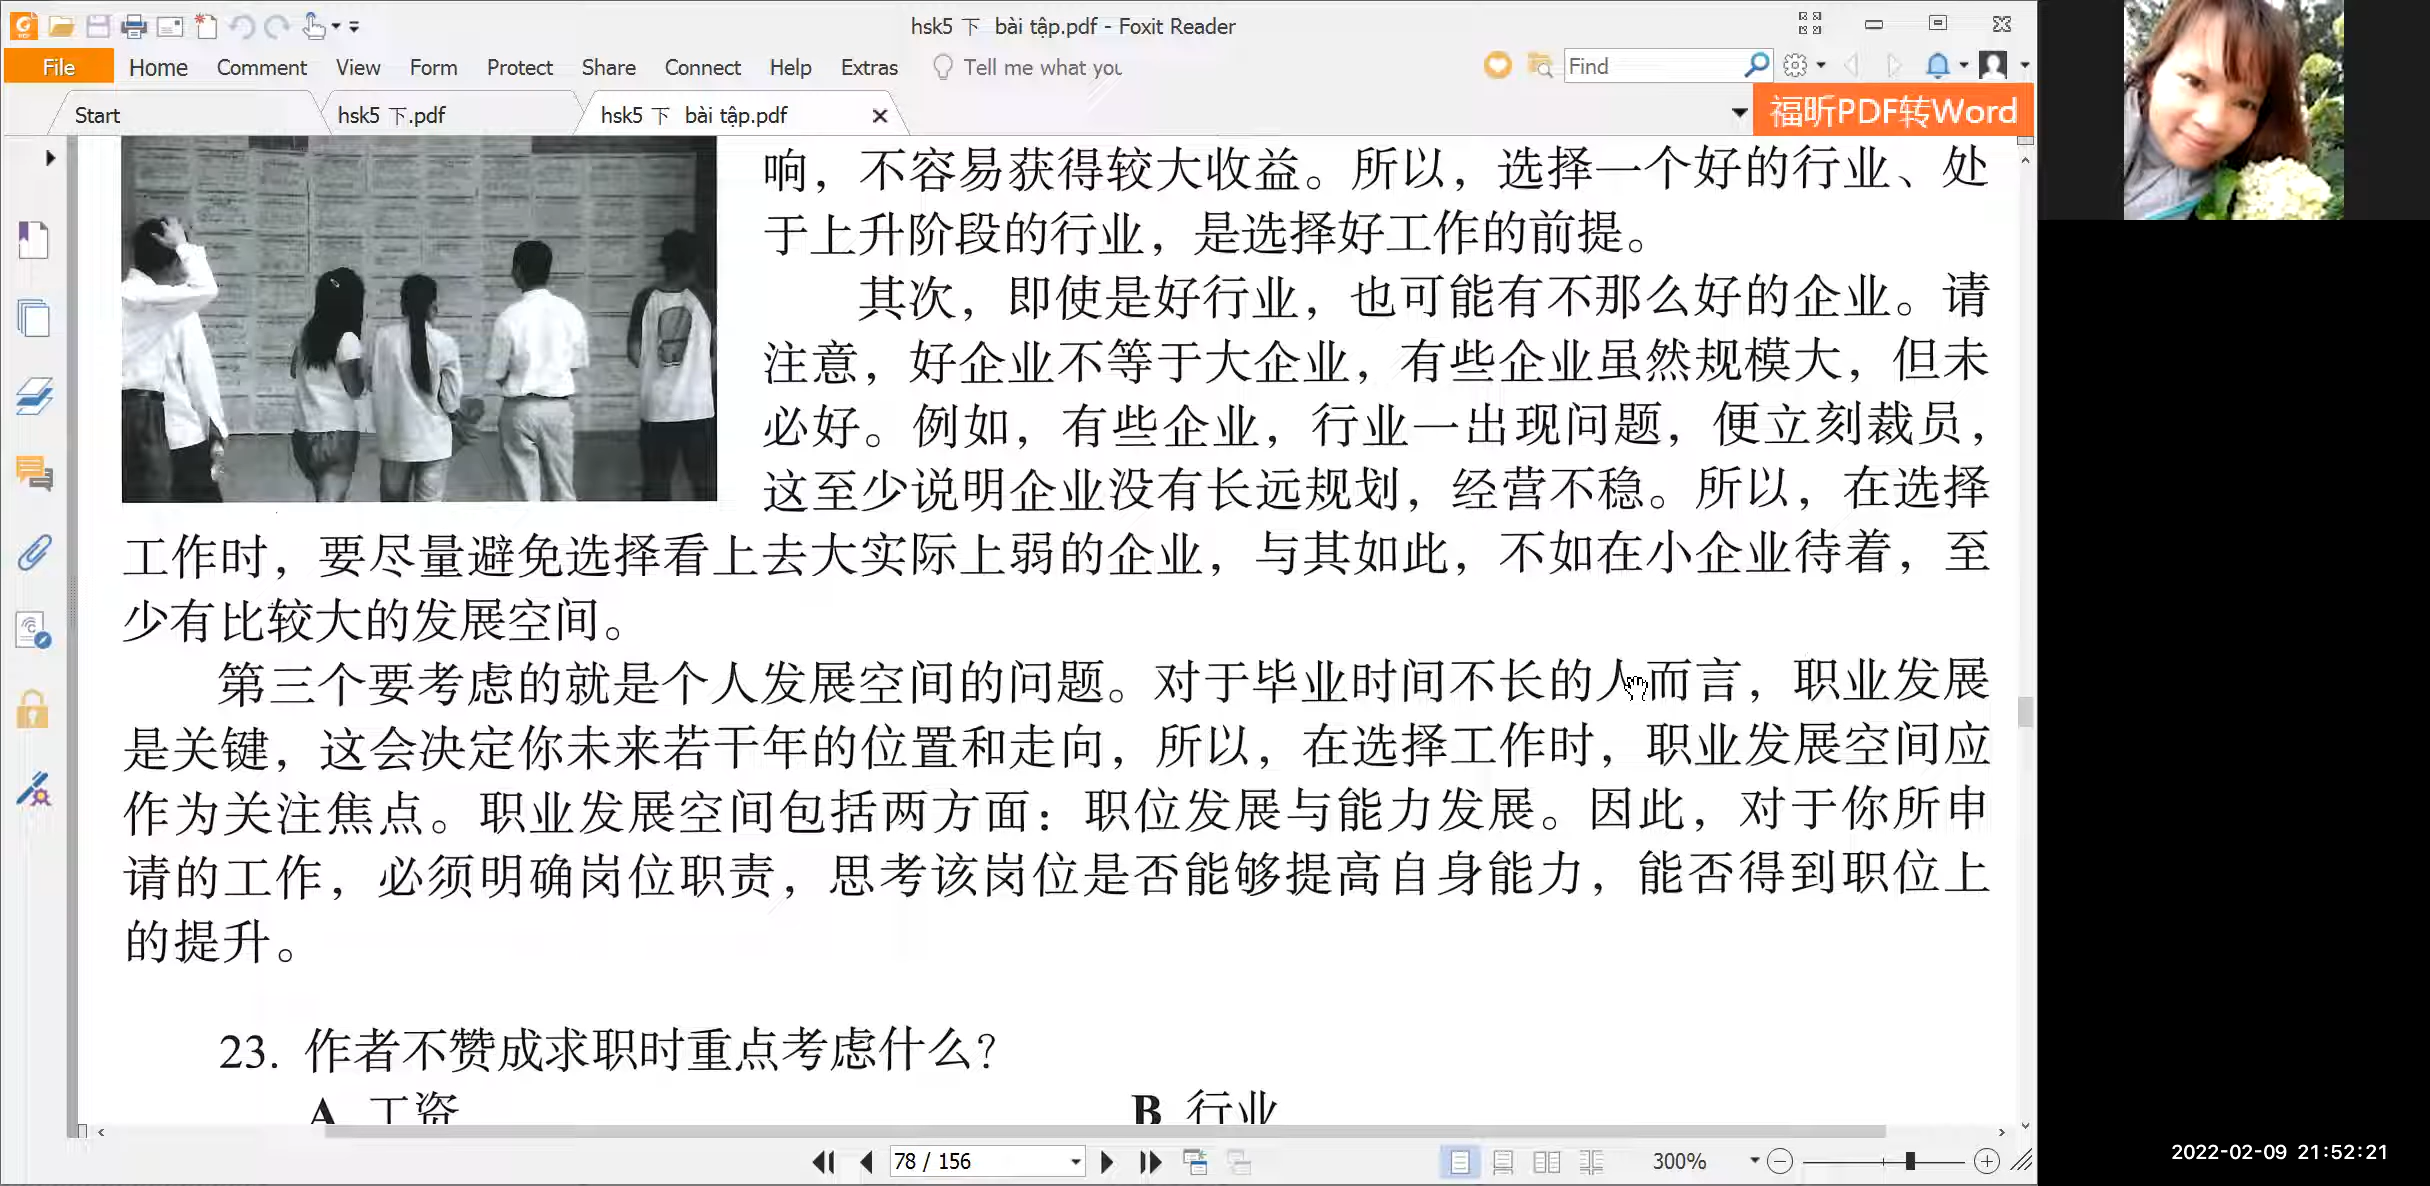 hsk5 下 bài tập.pdf - Foxit Reader
File Home Comment View Form Protect Share Connect Help Extras Tell me what you Find
Start hsk5 下.pdf hsk5 下 bài tập.pdf
福昕PDF转Word
响，不容易获得较大收益。所以，选择一个好的行业、处
于上升阶段的行业，是选择好工作的前提。
其次，即使是好行业，也可能有不那么好的企业。请
注意，好企业不等于大企业，有些企业虽然规模大，但未
必好。例如，有些企业，行业一出现问题，便立刻裁员，
这至少说明企业没有长远规划，经营不稳。所以，在选择
工作时，要尽量避免选择看上去大实际上弱的企业，与其如此，不如在小企业待着，至
少有比较大的发展空间。
第三个要考虑的就是个人发展空间的问题。对于毕业时间不长的人而言，职业发展
是关键，这会决定你未来若干年的位置和走向，所以，在选择工作时，职业发展空间应
作为关注焦点。职业发展空间包括两方面：职位发展与能力发展。因此，对于你所申
请的工作，必须明确岗位职责，思考该岗位是否能够提高自身能力，能否得到职位上
的提升。
23. 作者不赞成求职时重点考虑什么？
A 工资 B 行业
78 / 156 300%
2022-02-09 21:52:21